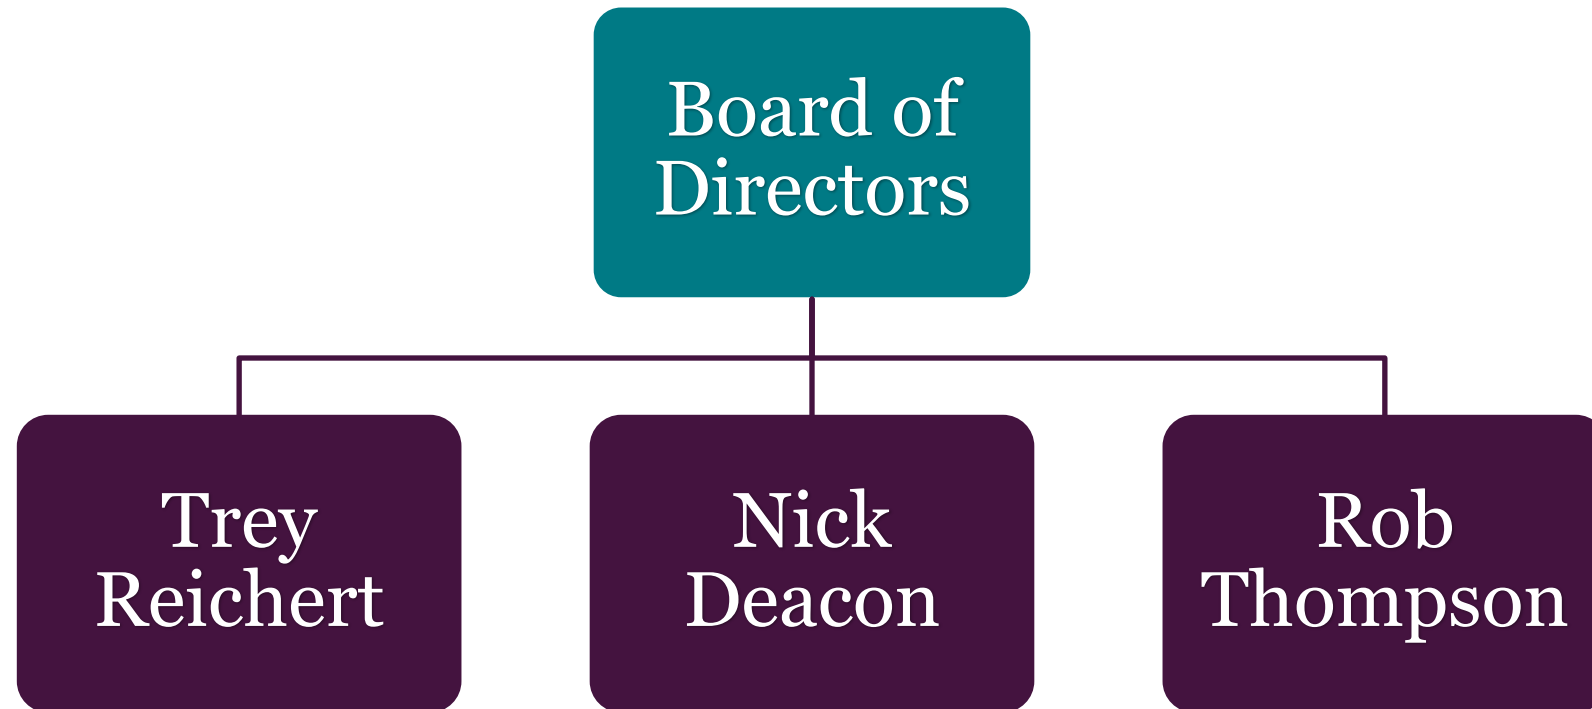 Board of
Directors
Trey
Reichert
Nick
Deacon
Rob
Thompson